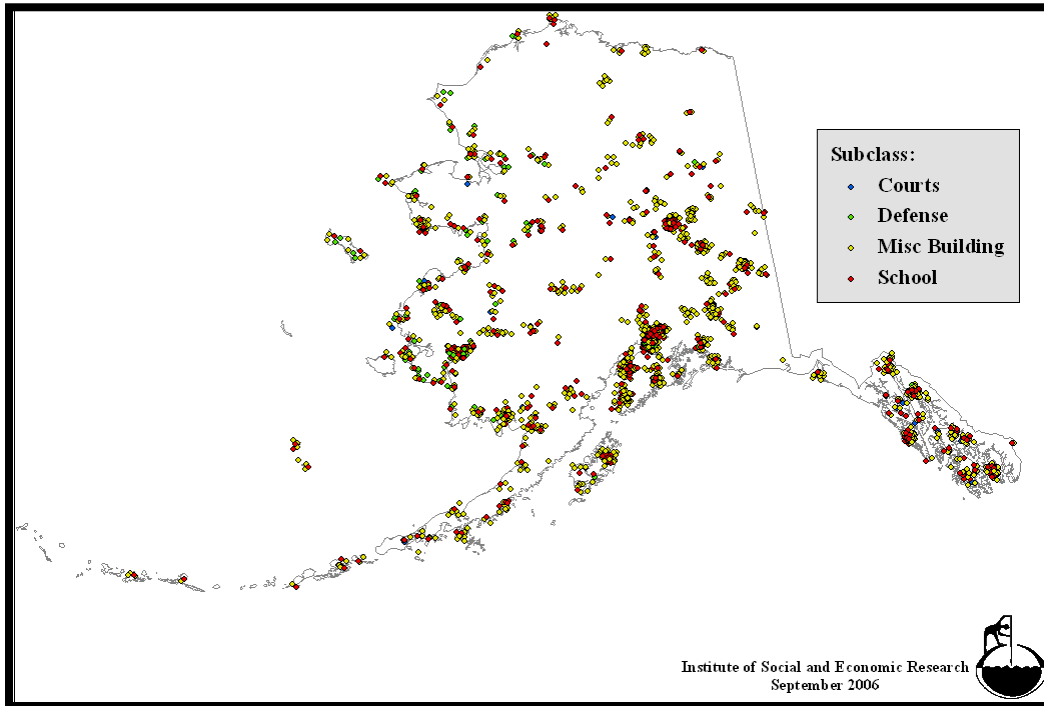 Subclass:
Courts
Defense
Misc Building
School
Institute of Social and Economic Research
September 2006